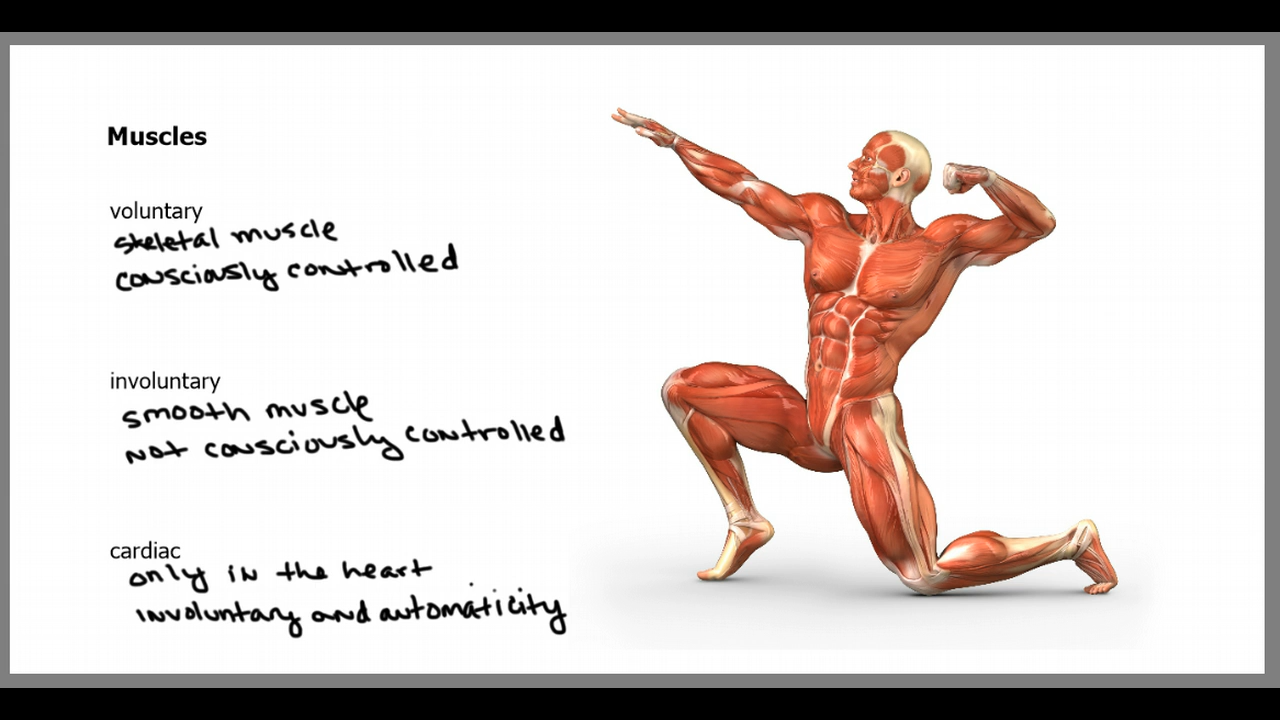 Muscles
voluntary
skeletal muscle
consciously controlled
involuntary
smooth muscle
not consciously controlled
cardiac
only in the heart
involuntary and automaticity